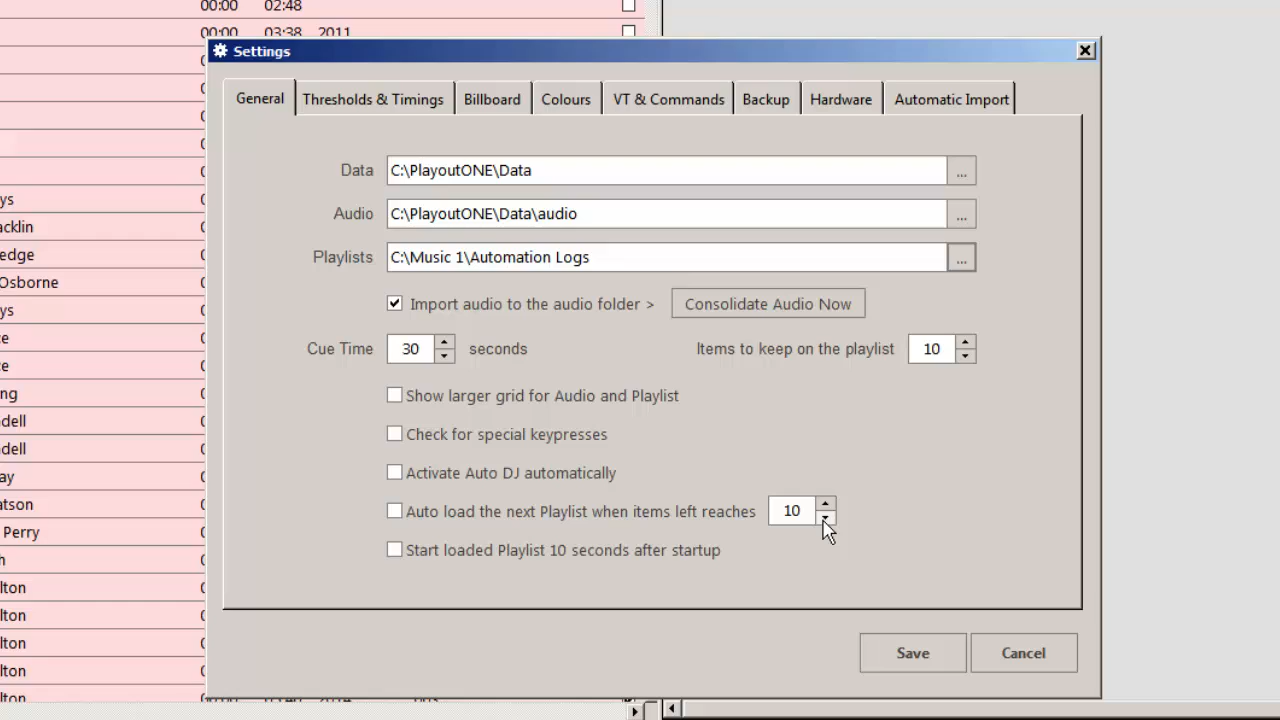 00:00 02:48
00:00 03:38 2011
Settings
General Thresholds & Timings Billboard Colours VT & Commands Backup Hardware Automatic Import
Data C:\PlayoutONE\Data ...
Audio C:\PlayoutONE\Data\audio ...
Playlists C:\Music 1\Automation Logs ...
Import audio to the audio folder > Consolidate Audio Now
Cue Time 30 seconds Items to keep on the playlist 10
Show larger grid for Audio and Playlist
Check for special keypresses
Activate Auto DJ automatically
Auto load the next Playlist when items left reaches 10
Start loaded Playlist 10 seconds after startup
Save Cancel
ys
acklin
edge
Osborne
ys
ce
ce
ng
dell
dell
ay
atson
Perry
h
lton
lton
lton
lton
lton